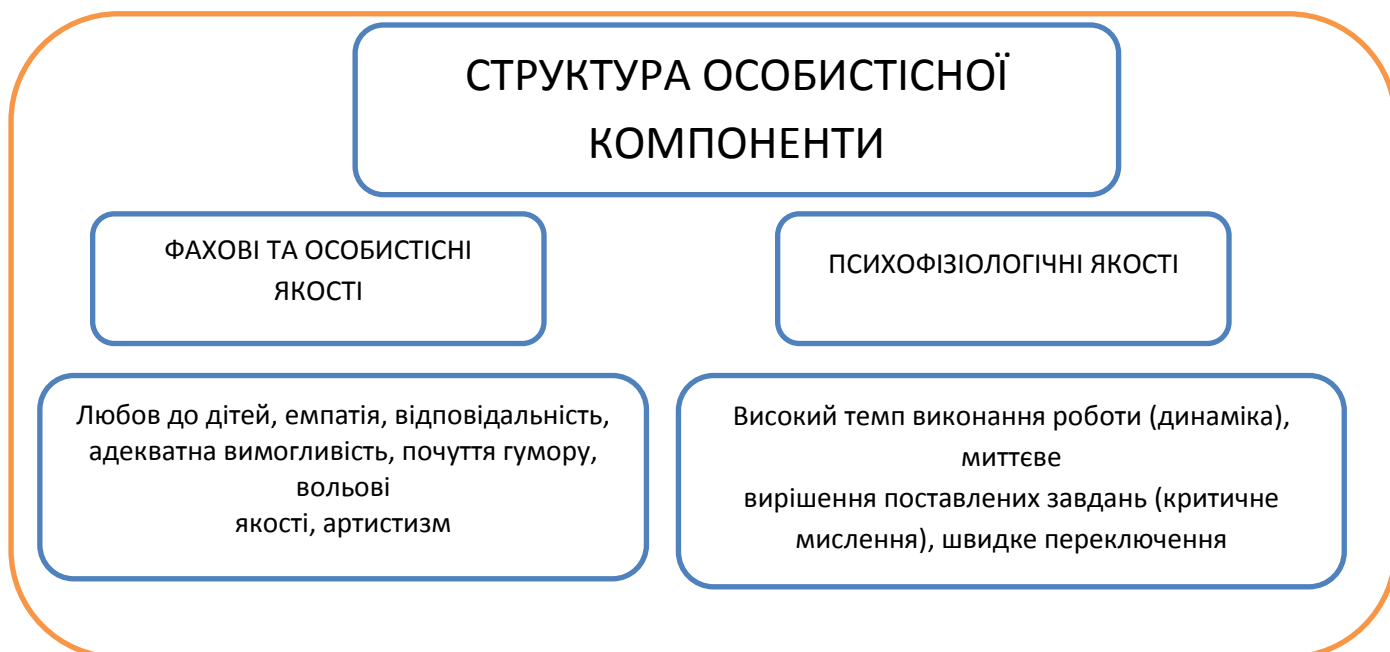 СТРУКТУРА ОСОБИСТІСНОЇ
КОМПОНЕНТИ
ФАХОВІ ТА ОСОБИСТІСНІ
ЯКОСТІ
ПСИХОФІЗІОЛОГІЧНІ ЯКОСТІ
Любов до дітей, емпатія, відповідальність,
адекватна вимогливість, почуття гумору,
вольові
якості, артистизм
Високий темп виконання роботи (динаміка),
миттєве
вирішення поставлених завдань (критичне
мислення), швидке переключення